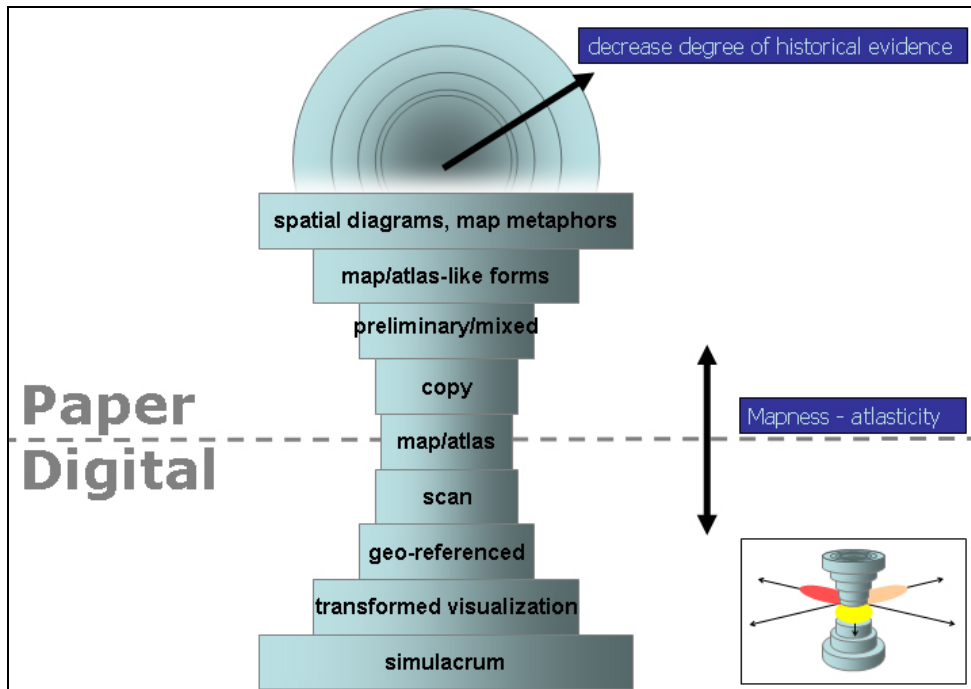 decrease degree of historical evidence
spatial diagrams, map metaphors
map/atlas-like forms
preliminary/mixed
copy
Paper
Mapness - atlasticity
map/atlas
Digital
scan
geo-referenced
transformed visualization
simulacrum